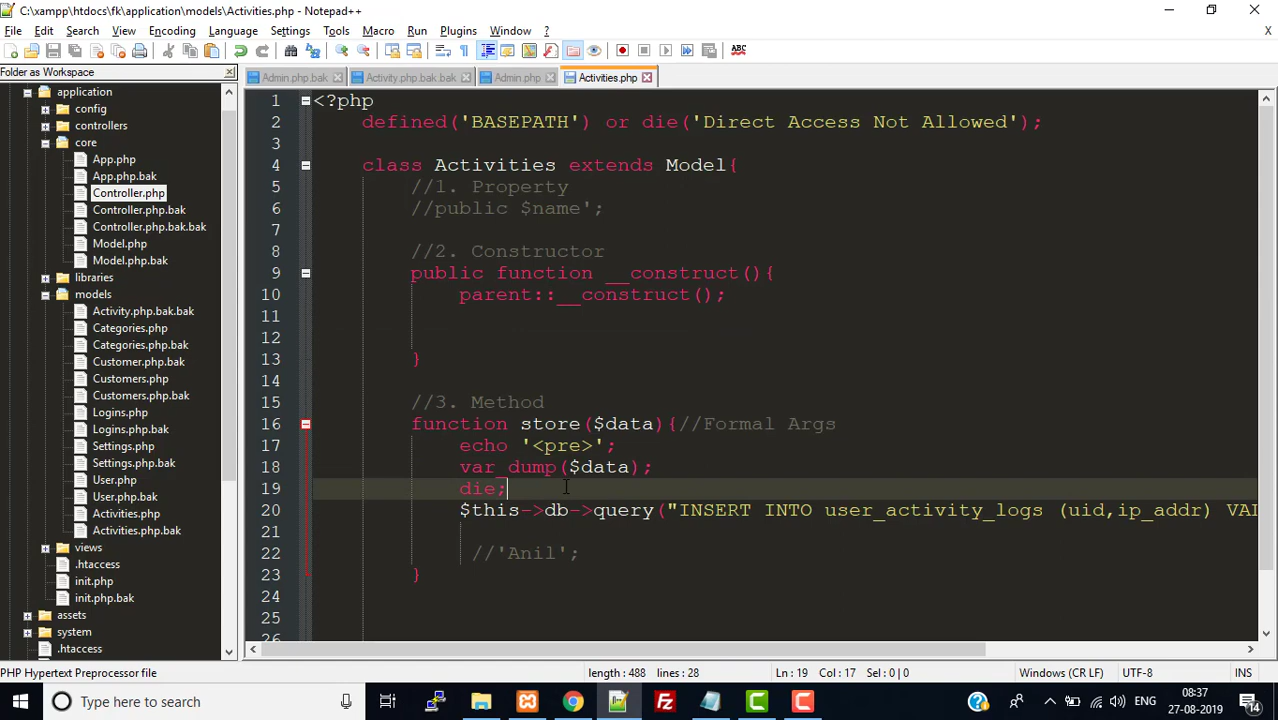 C:\xampp\htdocs\fk\application\models\Activities.php - Notepad++
File Edit Search View Encoding Language Settings Tools Macro Run Plugins Window ? X
ABC
Folder as Workspace
Admin.php.bak Activity.php.bak.bak Admin.php Activities.php
application
config
controllers
core
App.php
App.php.bak
Controller.php
Controller.php.bak
Controller.php.bak.bak
Model.php
Model.php.bak
libraries
models
Activity.php.bak.bak
Categories.php
Categories.php.bak
Customer.php.bak
Customers.php
Customers.php.bak
Logins.php
Logins.php.bak
Settings.php
Settings.php.bak
User.php
User.php.bak
Activities.php
Activities.php.bak
views
.htaccess
init.php
init.php.bak
assets
system
.htaccess
1 <?php
2 defined('BASEPATH') or die('Direct Access Not Allowed');
3
4 class Activities extends Model{
5 //1. Property
6 //public $name';
7
8 //2. Constructor
9 public function __construct(){
10 parent::__construct();
11
12
13 }
14
15 //3. Method
16 function store($data){//Formal Args
17 echo '<pre>';
18 var_dump($data);
19 die;
20 $this->db->query("INSERT INTO user_activity_logs (uid,ip_addr) VAL
21
22 //'Anil';
23 }
24
25
26
PHP Hypertext Preprocessor file length : 488 lines : 28 Ln : 19 Col : 17 Sel : 0 | 0 Windows (CR LF) UTF-8 INS
Type here to search
ENG
08:37
27-08-2019
14